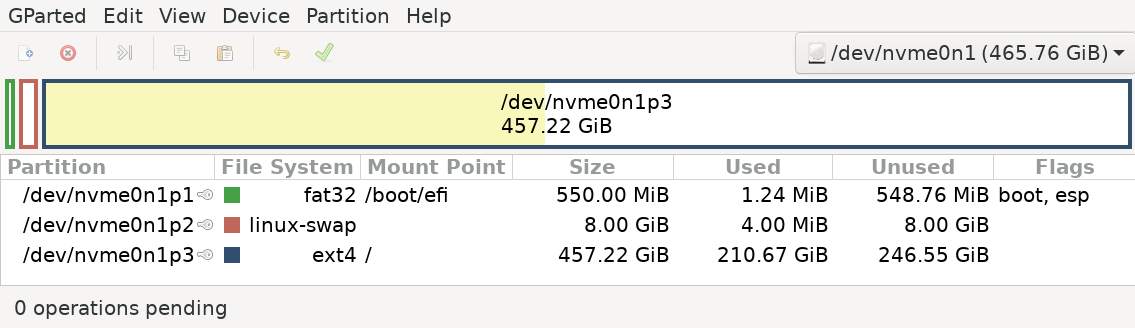 GParted Edit View Device Partition Help
/dev/nvme0n1 (465.76 GiB)
/dev/nvme0n1p3
457.22 GiB
Partition File System Mount Point Size Used Unused Flags
/dev/nvme0n1p1 fat32 /boot/efi 550.00 MiB 1.24 MiB 548.76 MiB boot, esp
/dev/nvme0n1p2 linux-swap 8.00 GiB 4.00 MiB 8.00 GiB
/dev/nvme0n1p3 ext4 / 457.22 GiB 210.67 GiB 246.55 GiB
0 operations pending